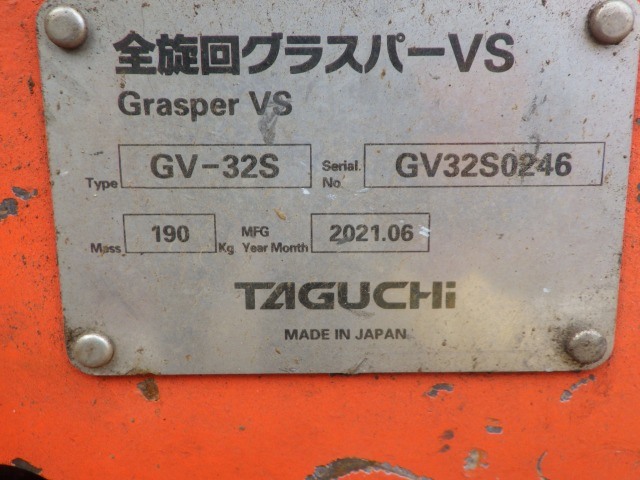 全旋回グラスパーVS
Grasper VS
Type GV-32S Serial. No. GV32S0246
Mass 190 Kg MFG Year Month 2021.06
TAGUCHi
MADE IN JAPAN